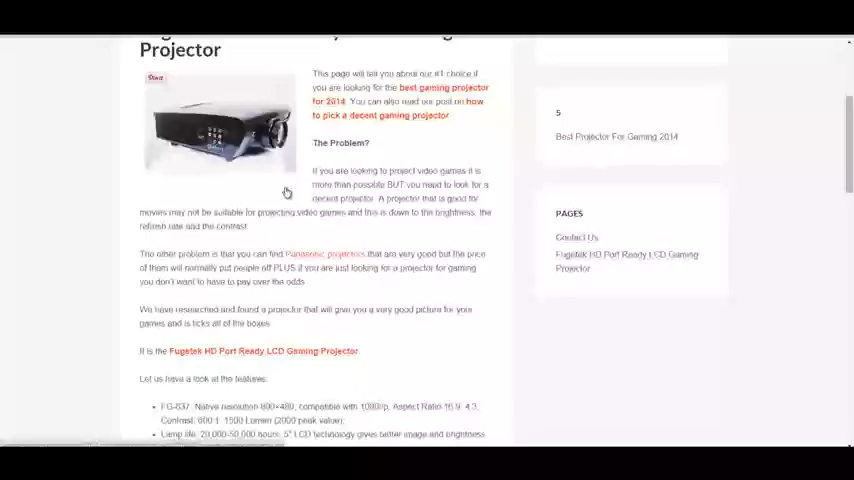 Projector
Pin it
This page will tell you about our #1 choice if
you are looking for the best gaming projector
for 2014. You can also read our post on how
to pick a decent gaming projector
The Problem?
If you are looking to project video games it is
more than possible BUT you need to look for a
decent projector. A projector that is good for
movies may not be suitable for projecting video games and this is down to the brightness, the
refresh rate and the contrast.
The other problem is that you can find Panasonic projectors that are very good but the price
of them will normally put people off PLUS if you are just looking for a projector for gaming
you don't want to have to pay over the odds.
We have researched and found a projector that will give you a very good picture for your
games and is ticks all of the boxes
It is the Fugetek HD Port Ready LCD Gaming Projector
Let us have a look at the features:
FG-637: Native resolution 800×480, compatible with 1080i/p, Aspect Ratio 16:9, 4:3,
Contrast: 600:1. 1500 Lumen (2000 peak value);
Lamp life: 20,000-50,000 hours. 5" LCD technology gives better image and brightness
5
Best Projector For Gaming 2014
PAGES
Contact Us
Fugetek HD Port Ready LCD Gaming
Projector